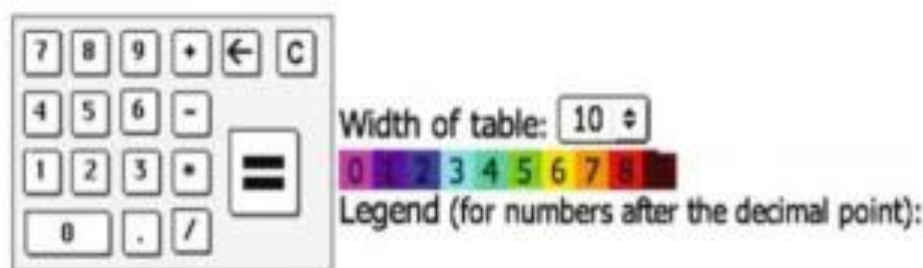 7 8 9 + ← C
4 5 6 -
1 2 3 * =
0 . /
Width of table: 10
0 1 2 3 4 5 6 7 8
Legend (for numbers after the decimal point):